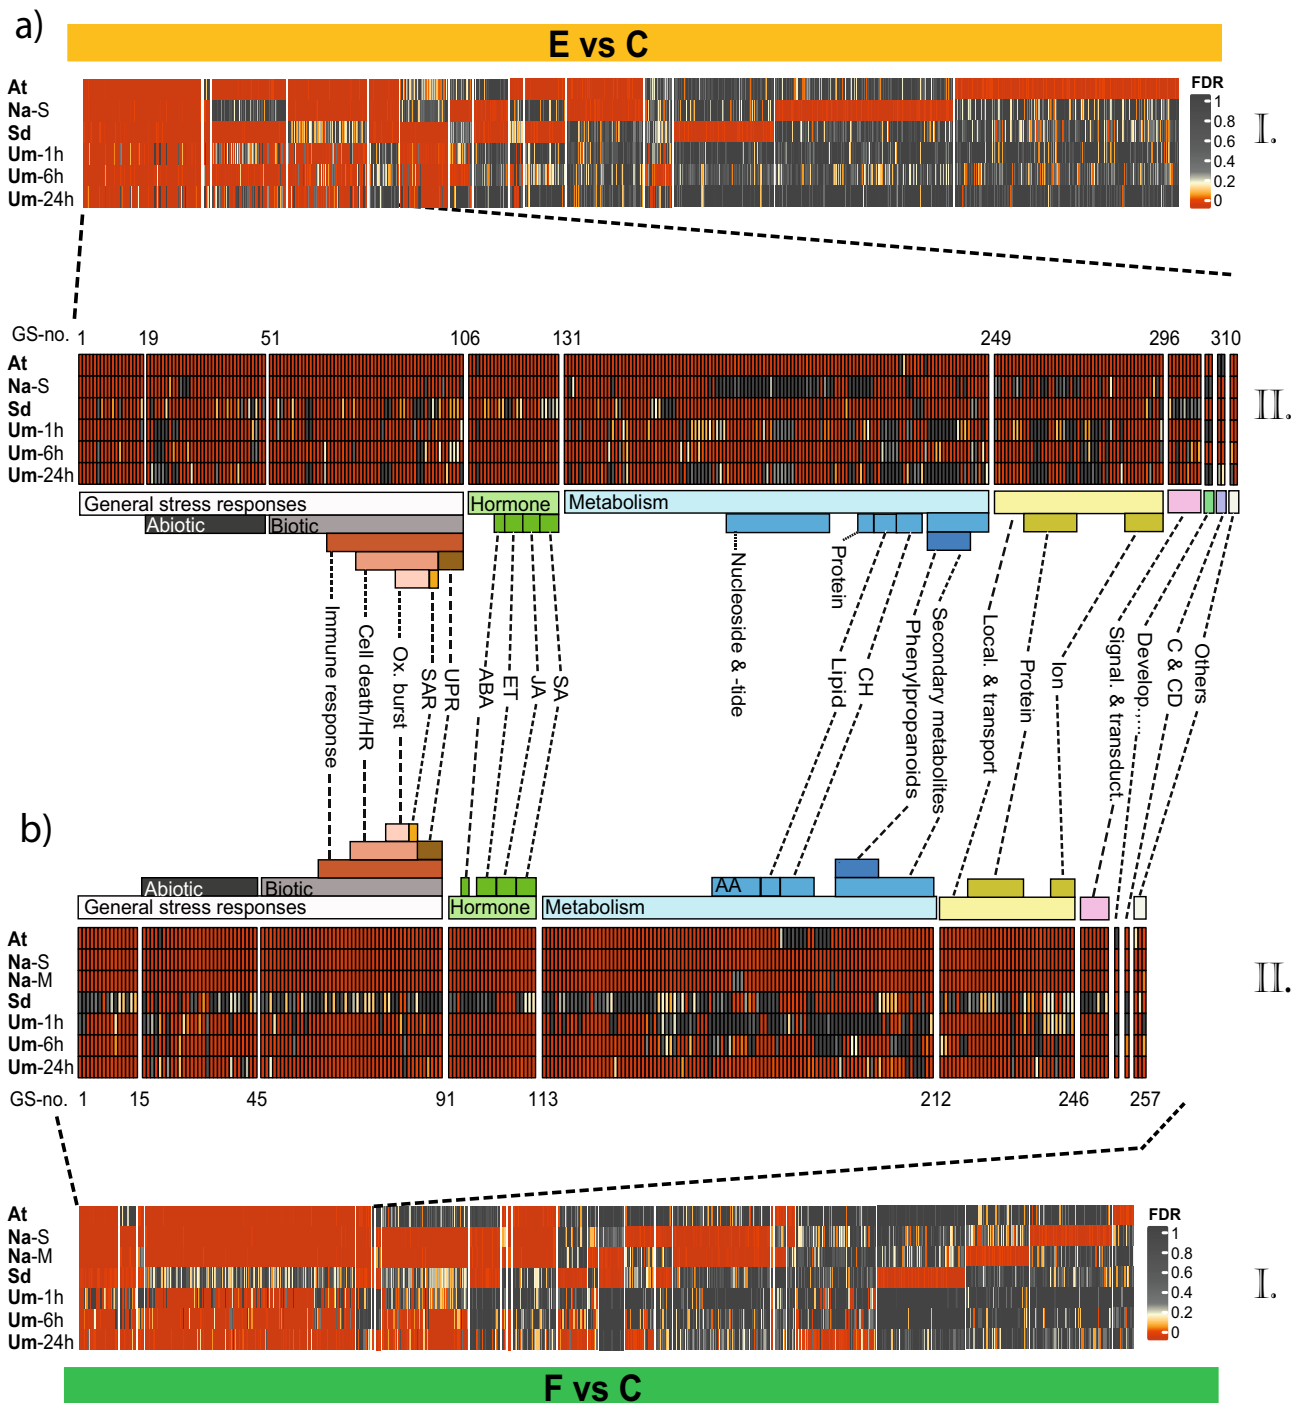 a)
E vs C
At
Na-S
Sd
Um-1h
Um-6h
Um-24h
FDR
1
0.8
0.6
0.4
0.2
0
I.
GS-no. 1 19 51 106 131 249 296 310
At
Na-S
Sd
Um-1h
Um-6h
Um-24h
II.
General stress responses
Hormone
Metabolism
Abiotic
Biotic
Immune response
Cell death/HR
Ox. burst
SAR
UPR
ABA
ET
JA
SA
Nucleoside & -tide
Protein
Lipid
CH
Phenylpropanoids
Secondary metabolites
Local. & transport
Protein
Ion
Signal. & transduct.
Develop.,...
C & CD
Others
b)
Abiotic
Biotic
AA
General stress responses
Hormone
Metabolism
At
Na-S
Na-M
Sd
Um-1h
Um-6h
Um-24h
II.
GS-no. 1 15 45 91 113 212 246 257
At
Na-S
Na-M
Sd
Um-1h
Um-6h
Um-24h
FDR
1
0.8
0.6
0.4
0.2
0
I.
F vs C